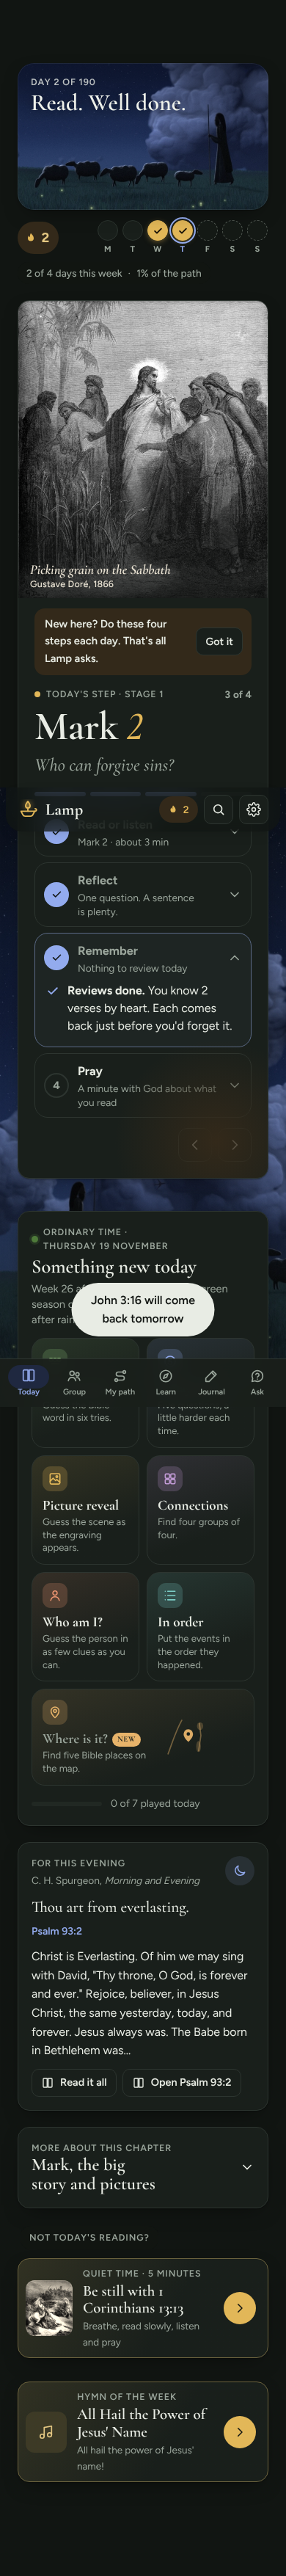 DAY 2 OF 190
Read. Well done.
2
M T W T F S S
2 of 4 days this week · 1% of the path
Picking grain on the Sabbath
Gustave Doré, 1866
New here? Do these four
steps each day. That's all
Lamp asks.
Got it
TODAY'S STEP · STAGE 1
3 of 4
Mark 2
Who can forgive sins?
Lamp
2
Read or listen
Mark 2 · about 3 min
Reflect
One question. A sentence
is plenty.
Remember
Nothing to review today
Reviews done. You know 2
verses by heart. Each comes
back just before you'd forget it.
4
Pray
A minute with God about what
you read
ORDINARY TIME ·
THURSDAY 19 NOVEMBER
Something new today
Week 26 
season 
after 
John 3:16 will come
back tomorrow
Today
Group
My path
Learn
Journal
Ask
word in six tries.
little harder each
time.
Picture reveal
Guess the scene as
the engraving
appears.
Connections
Find four groups of
four.
Who am I?
Guess the person in
as few clues as you
can.
In order
Put the events in
the order they
happened.
Where is it? NEW
Find five Bible places on
the map.
0 of 7 played today
FOR THIS EVENING
C. H. Spurgeon, Morning and Evening
Thou art from everlasting.
Psalm 93:2
Christ is Everlasting. Of him we may sing
with David, "Thy throne, O God, is forever
and ever." Rejoice, believer, in Jesus
Christ, the same yesterday, today, and
forever. Jesus always was. The Babe born
in Bethlehem was...
Read it all
Open Psalm 93:2
MORE ABOUT THIS CHAPTER
Mark, the big
story and pictures
NOT TODAY'S READING?
QUIET TIME · 5 MINUTES
Be still with 1
Corinthians 13:13
Breathe, read slowly, listen
and pray
HYMN OF THE WEEK
All Hail the Power of
Jesus' Name
All hail the power of Jesus'
name!